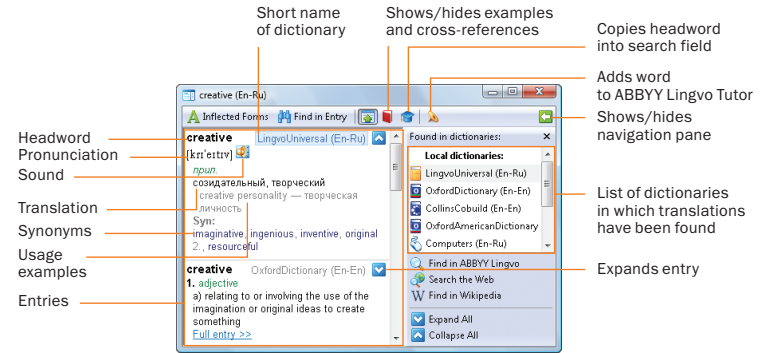 Short name
of dictionary
Shows/hides examples
and cross-references
Copies headword
into search field
Adds word
to ABBYY Lingvo Tutor
Shows/hides
navigation pane
List of dictionaries
in which translations
have been found
Expands entry
Headword
Pronunciation
Sound
Translation
Synonyms
Usage
examples
Entries
creative (En-Ru)
Inflected Forms Find in Entry
creative LingvoUniversal (En-Ru)
[krɪ'eɪtɪv]
прил.
созидательный, творческий
creative personality — творческая
личность
Syn:
imaginative, ingenious, inventive, original
2., resourceful
creative OxfordDictionary (En-En)
1. adjective
a) relating to or involving the use of the
imagination or original ideas to create
something
Full entry >>
Found in dictionaries:
Local dictionaries:
LingvoUniversal (En-Ru)
OxfordDictionary (En-En)
CollinsCobuild (En-En)
OxfordAmericanDictionary
Computers (En-Ru)
Find in ABBYY Lingvo
Search the Web
W Find in Wikipedia
Expand All
Collapse All